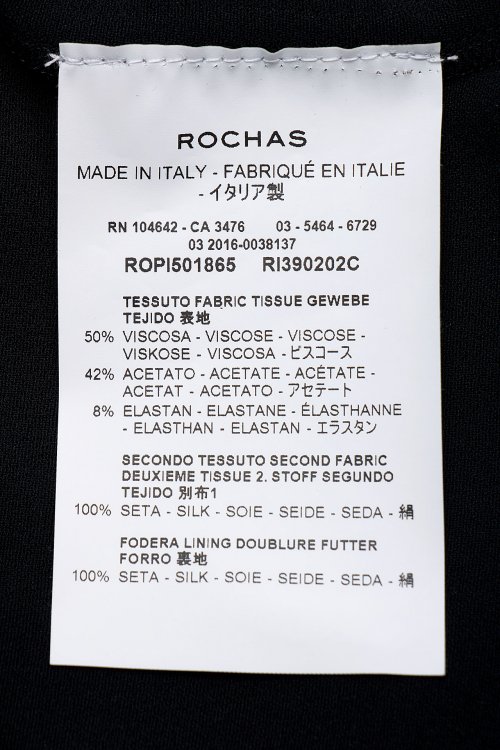 ROCHAS
MADE IN ITALY - FABRIQUÉ EN ITALIE
- イタリア製
RN 104642 - CA 3476 03 - 5464 - 6729
03 2016-0038137
ROPI501865 RI390202C
TESSUTO FABRIC TISSUE GEWEBE
TEJIDO 表地
50% VISCOSA - VISCOSE - VISCOSE -
VISKOSE - VISCOSA - ビスコース
42% ACETATO - ACETATE - ACÉTATE -
ACETAT - ACETATO - アセテート
8% ELASTAN - ELASTANE - ÉLASTHANNE
- ELASTHAN - ELASTAN - エラスタン
SECONDO TESSUTO SECOND FABRIC
DEUXIEME TISSUE 2. STOFF SEGUNDO
TEJIDO 別布1
100% SETA - SILK - SOIE - SEIDE - SEDA - 絹
FODERA LINING DOUBLURE FUTTER
FORRO 裏地
100% SETA - SILK - SOIE - SEIDE - SEDA - 絹